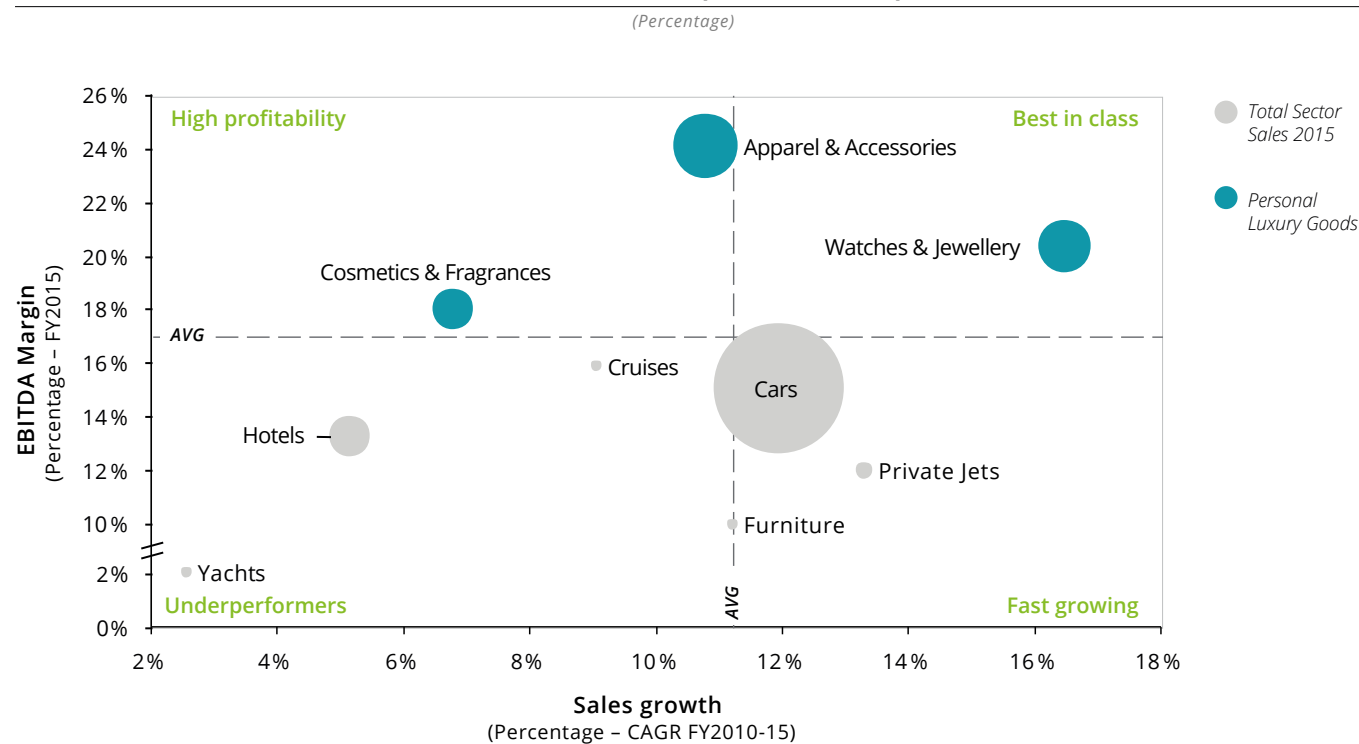 (Percentage)
26%
24%
22%
20%
18%
16%
14%
12%
10%
2%
0%
EBITDA Margin
(Percentage – FY2015)
High profitability
Best in class
Apparel & Accessories
Watches & Jewellery
Cosmetics & Fragrances
AVG
Cruises
Cars
Hotels
Private Jets
Furniture
Yachts
Underperformers
AVG
Fast growing
2%
4%
6%
8%
10%
12%
14%
16%
18%
Sales growth
(Percentage – CAGR FY2010-15)
Total Sector
Sales 2015
Personal
Luxury Goods